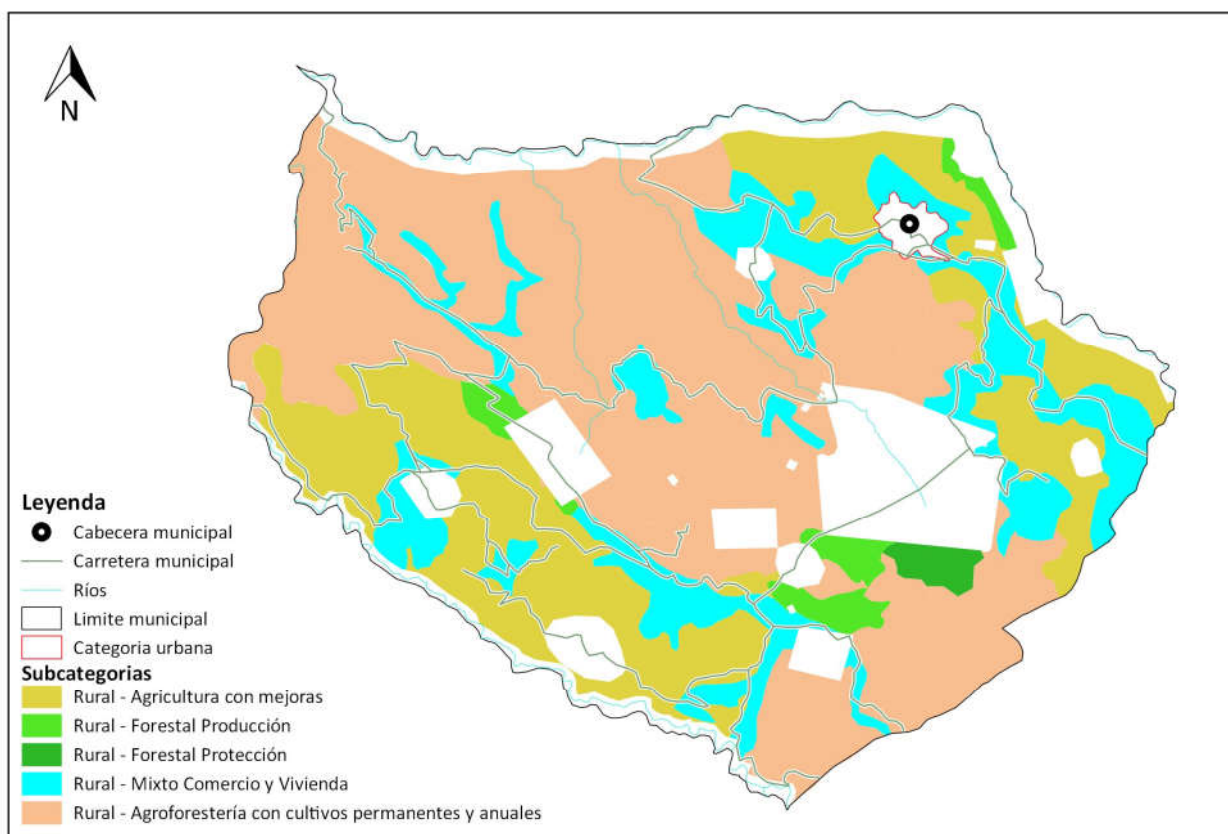 N
Leyenda
Cabecera municipal
Carretera municipal
Ríos
Limite municipal
Categoria urbana
Subcategorias
Rural - Agricultura con mejoras
Rural - Forestal Producción
Rural - Forestal Protección
Rural - Mixto Comercio y Vivienda
Rural - Agroforestería con cultivos permanentes y anuales